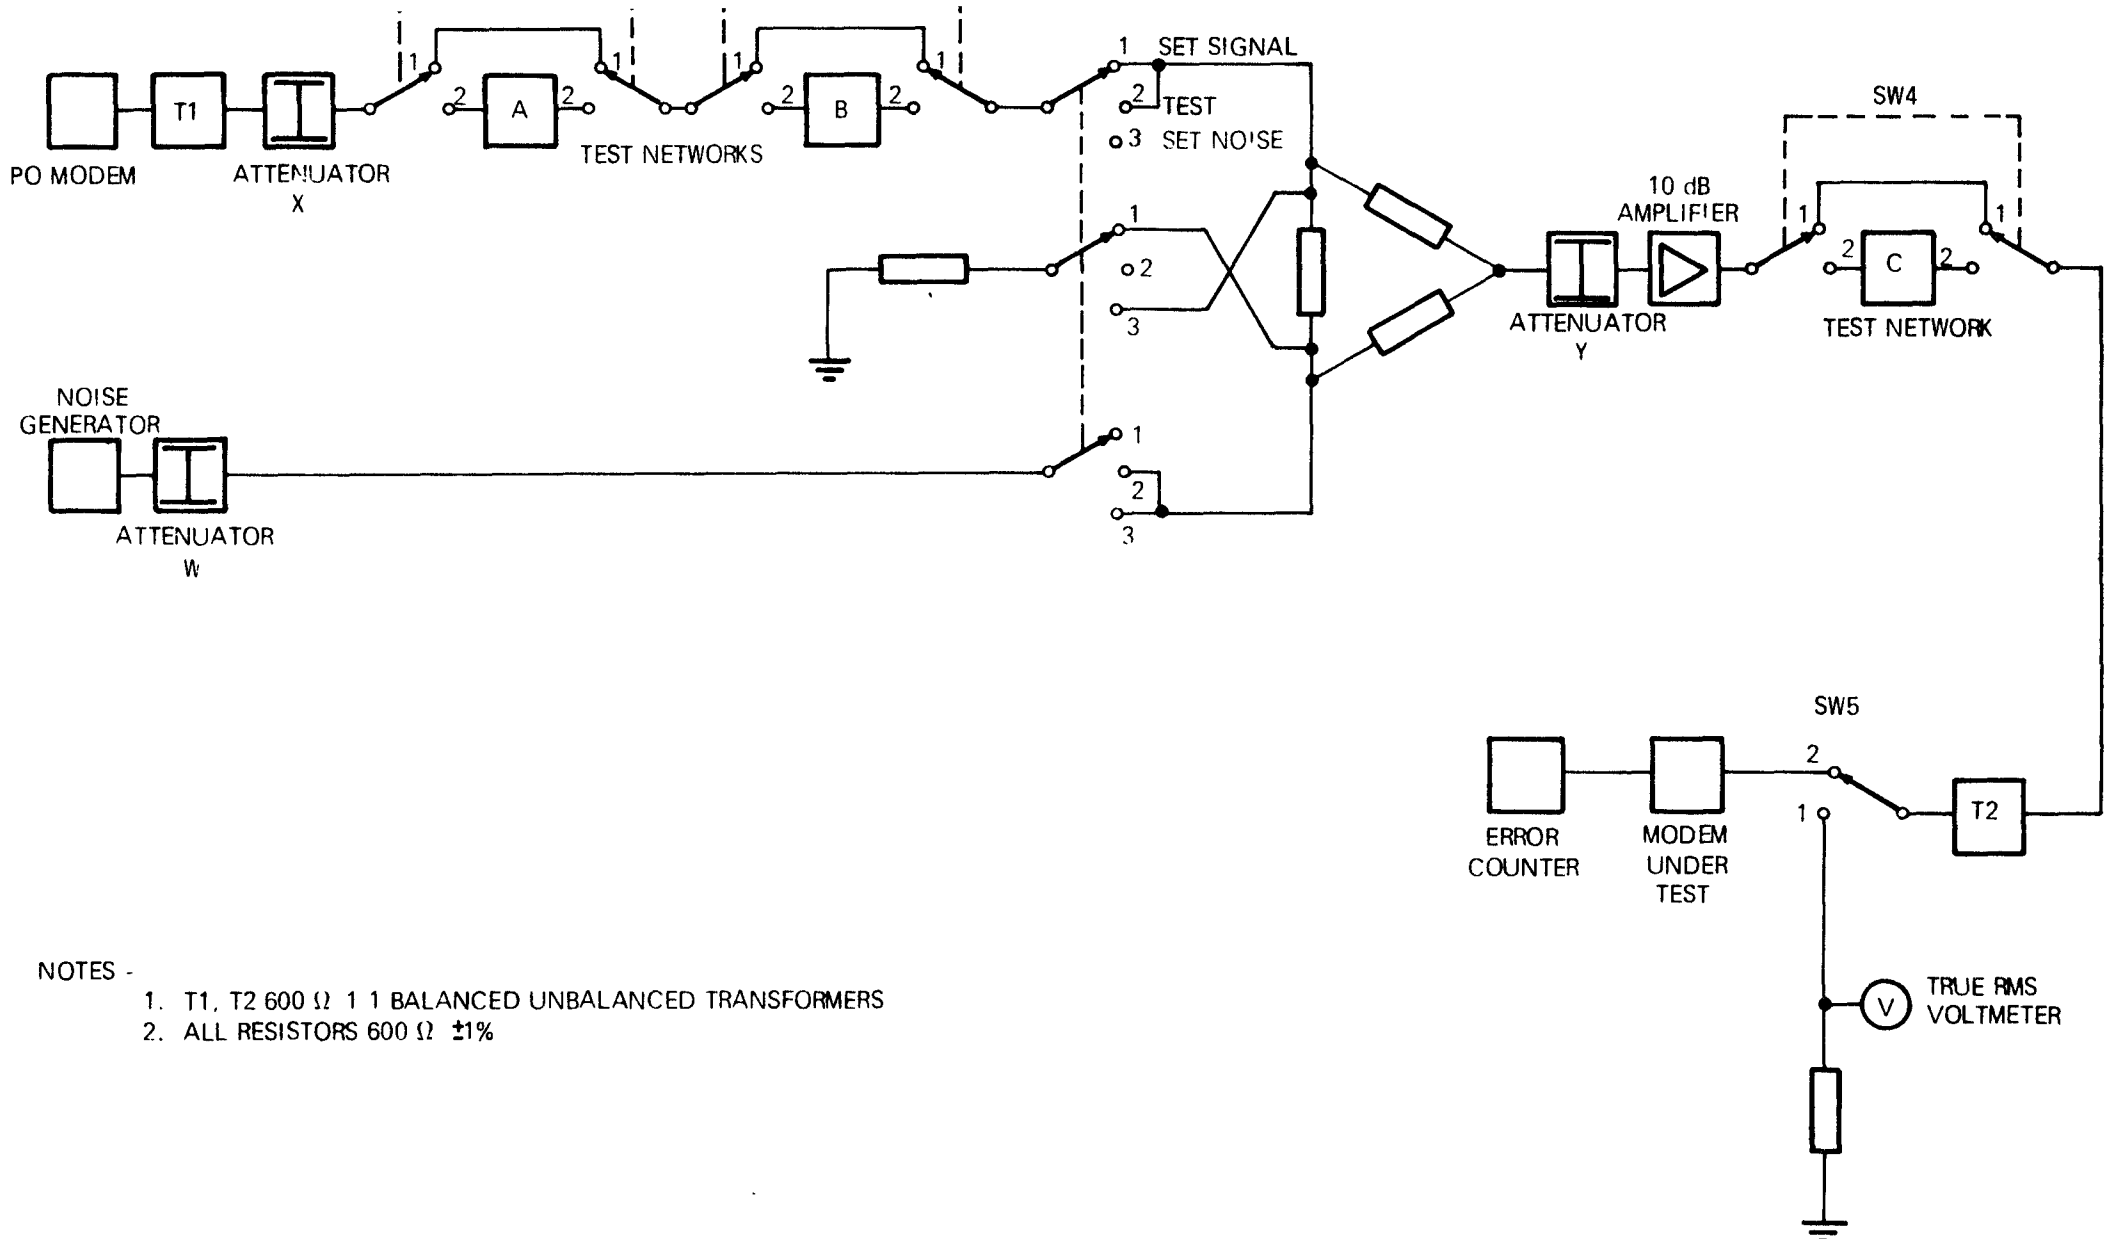 1 SET SIGNAL
2 TEST
3 SET NOISE
1
1
1
1
2
A
2
2
B
2
T1
PO MODEM
ATTENUATOR
X
TEST NETWORKS
SW4
10 dB
AMPLIFIER
1
1
2
C
2
ATTENUATOR
Y
TEST NETWORK
1
2
3
NOISE
GENERATOR
ATTENUATOR
W
1
2
3
SW5
2
1
T2
ERROR
COUNTER
MODEM
UNDER
TEST
V
TRUE RMS
VOLTMETER
NOTES -
1. T1, T2 600 Ω 1 1 BALANCED UNBALANCED TRANSFORMERS
2. ALL RESISTORS 600 Ω ±1%